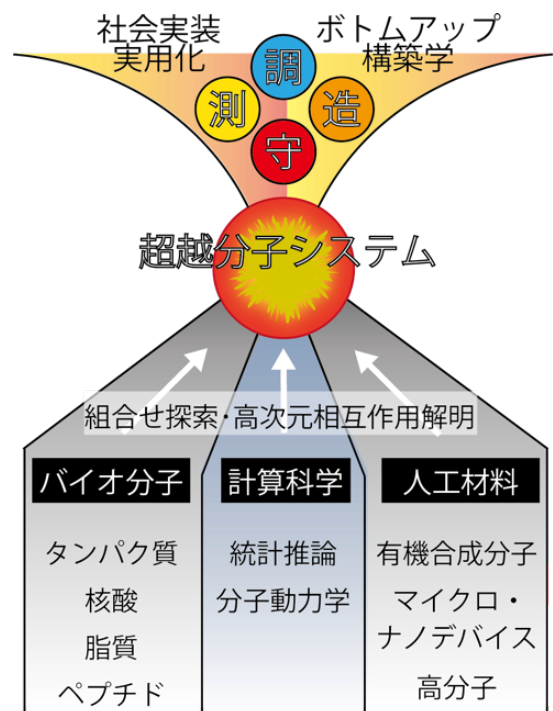 社会実装
実用化
ボトムアップ
構築学
調
測
造
守
超越分子システム
組合せ探索・高次元相互作用解明
バイオ分子
タンパク質
核酸
脂質
ペプチド
計算科学
統計推論
分子動力学
人工材料
有機合成分子
マイクロ・
ナノデバイス
高分子